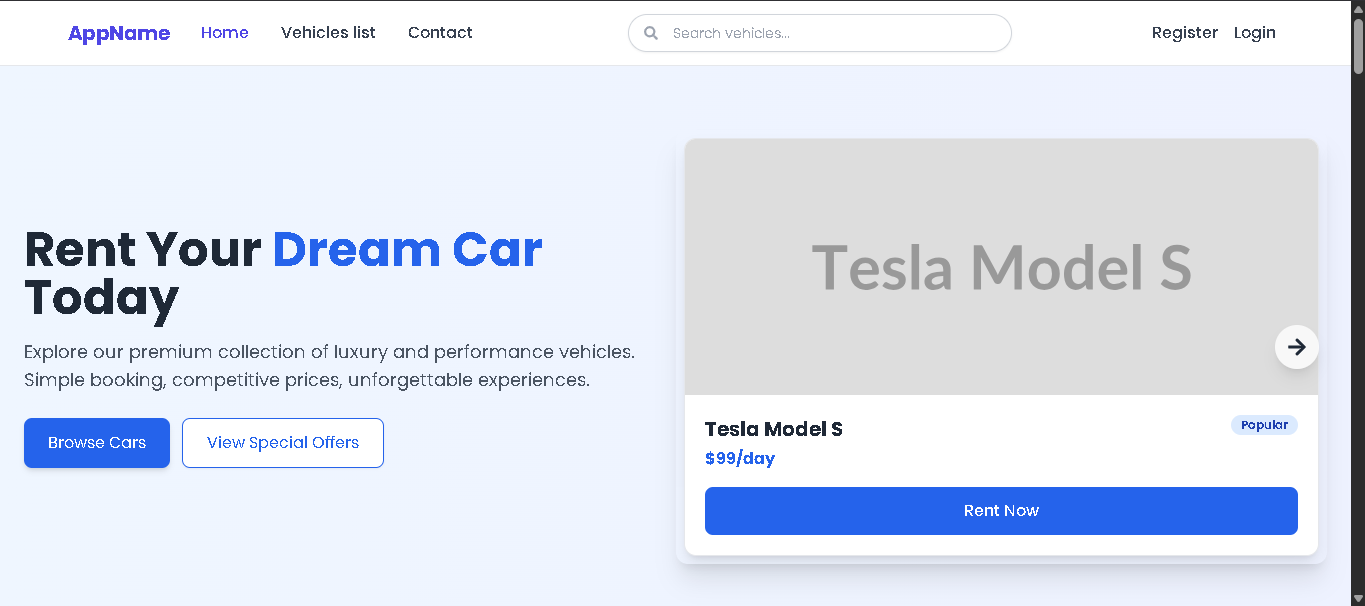 AppName Home Vehicles list Contact Search vehicles... Register Login
Rent Your Dream Car
Today
Explore our premium collection of luxury and performance vehicles.
Simple booking, competitive prices, unforgettable experiences.
Browse Cars View Special Offers
Tesla Model S
Tesla Model S Popular
$99/day
Rent Now